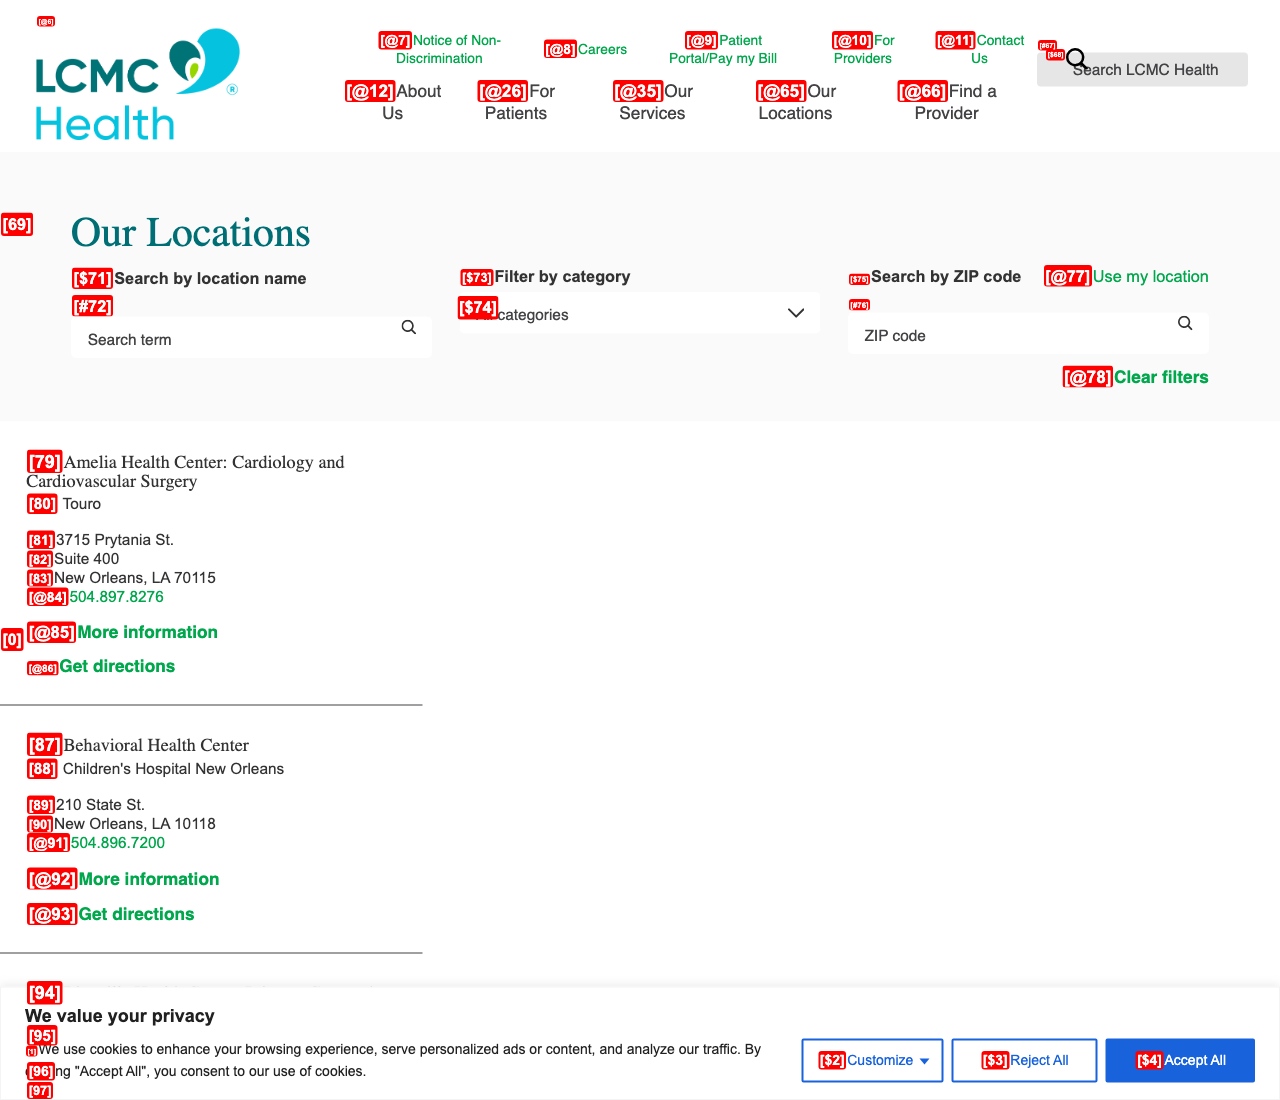 [@6]
LCMC
Health
®
[@7]Notice of Non-
Discrimination
[@8]Careers
[@9]Patient
Portal/Pay my Bill
[@10]For
Providers
[@11]Contact
Us
[@12]About
Us
[@26]For
Patients
[@35]Our
Services
[@65]Our
Locations
[@66]Find a
Provider
[#67]
[$68]
Search LCMC Health
[69]
Our Locations
[$71]Search by location name
[#72]
Search term
[$73]Filter by category
[$74]
categories
[$75]Search by ZIP code
[@77]Use my location
[#76]
ZIP code
[@78]Clear filters
[79]Amelia Health Center: Cardiology and
Cardiovascular Surgery
[80] Touro
[81]3715 Prytania St.
[82]Suite 400
[83]New Orleans, LA 70115
[@84]504.897.8276
[0]
[@85]More information
[@86]Get directions
[87]Behavioral Health Center
[88] Children's Hospital New Orleans
[89]210 State St.
[90]New Orleans, LA 10118
[@91]504.896.7200
[@92]More information
[@93]Get directions
[94]
We value your privacy
[95]
We use cookies to enhance your browsing experience, serve personalized ads or content, and analyze our traffic. By
[96] "Accept All", you consent to our use of cookies.
[97]
[$2]Customize
[$3]Reject All
[$4]Accept All